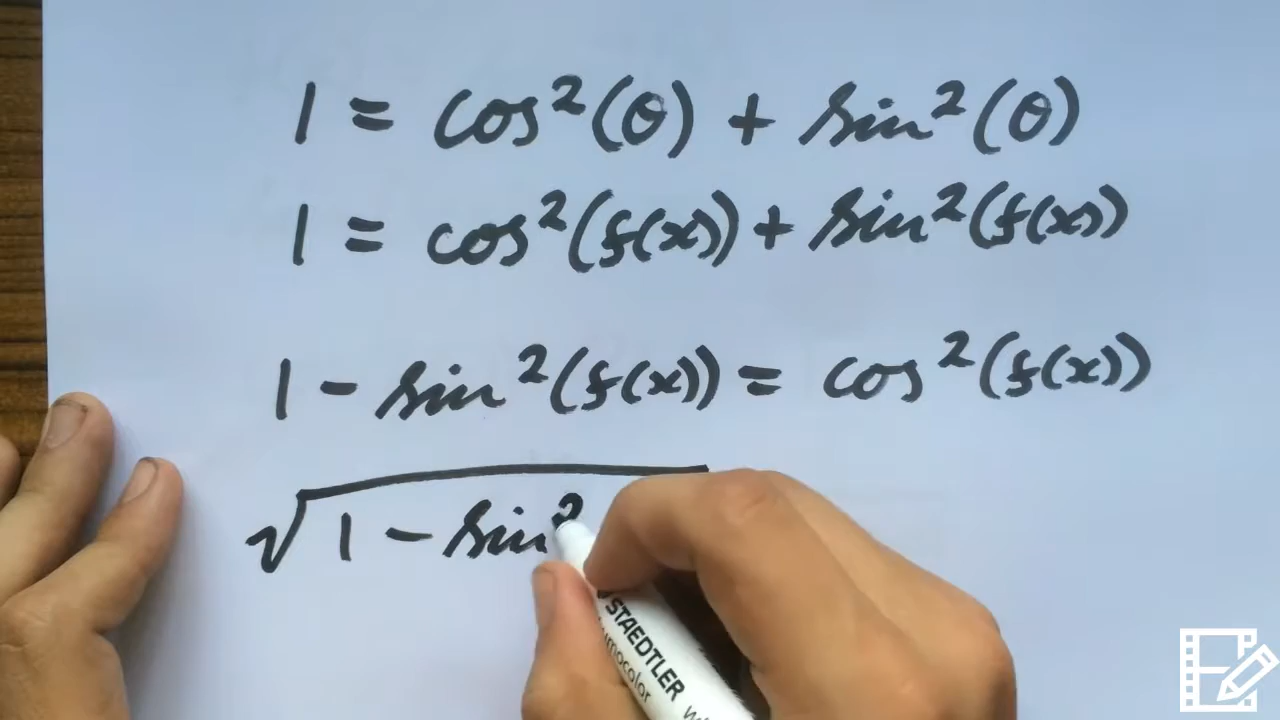 1 = cos²(θ) + sin²(θ)
1 = cos²(f(x)) + sin²(f(x))
1 - sin²(f(x)) = cos²(f(x))
√1 - sin²
STAEDTLER